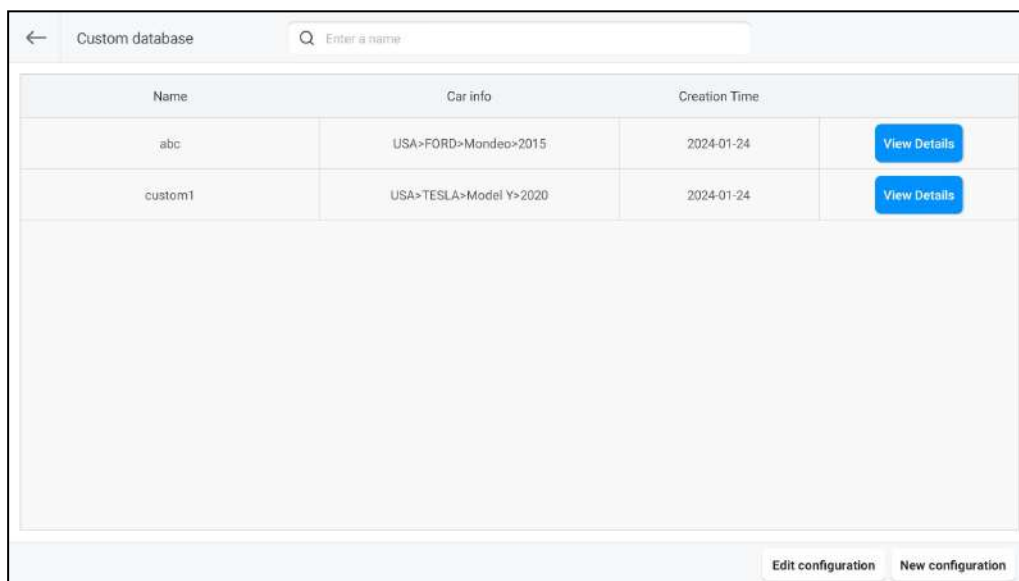 Custom database
Enter a name
Name Car info Creation Time
abc USA>FORD>Mondeo>2015 2024-01-24 View Details
custom1 USA>TESLA>Model Y>2020 2024-01-24 View Details
Edit configuration New configuration